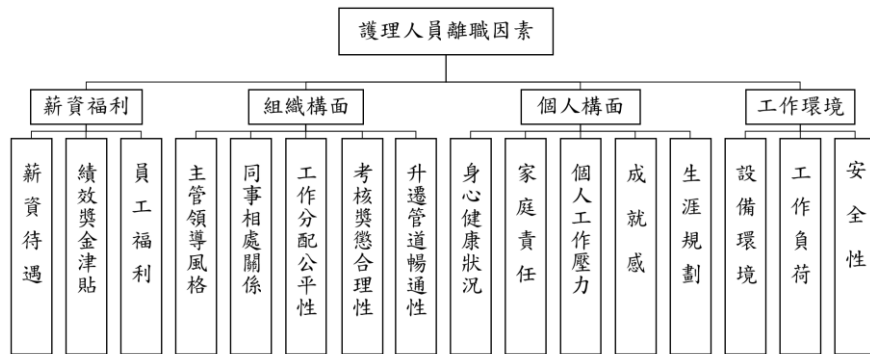 護理人員離職因素
薪資福利
組織構面
個人構面
工作環境
薪資待遇
績效獎金津貼
員工福利
主管領導風格
同事相處關係
工作分配公平性
考核獎懲合理性
升遷管道暢通性
身心健康狀況
家庭責任
個人工作壓力
成就感
生涯規劃
設備環境
工作負荷
安全性